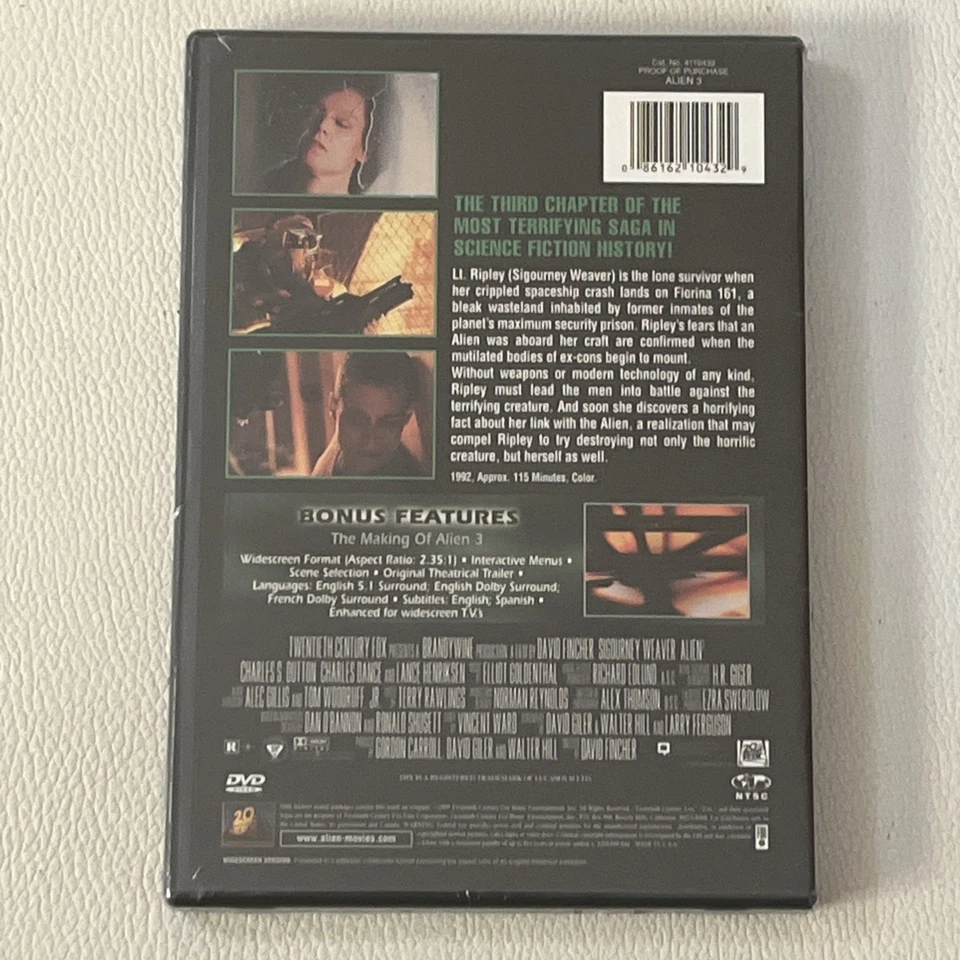 Cat. No. 4110432
PROOF OF PURCHASE
ALIEN 3
0 86162 10432 9
THE THIRD CHAPTER OF THE
MOST TERRIFYING SAGA IN
SCIENCE FICTION HISTORY!
Lt. Ripley (Sigourney Weaver) is the lone survivor when
her crippled spaceship crash lands on Fiorina 161, a
bleak wasteland inhabited by former inmates of the
planet's maximum security prison. Ripley's fears that an
Alien was aboard her craft are confirmed when the
mutilated bodies of ex-cons begin to mount.
Without weapons or modern technology of any kind,
Ripley must lead the men into battle against the
terrifying creature. And soon she discovers a horrifying
fact about her link with the Alien, a realization that may
compel Ripley to try destroying not only the horrific
creature, but herself as well.
1992, Approx. 115 Minutes, Color.
BONUS FEATURES
The Making Of Alien 3
Widescreen Format (Aspect Ratio: 2.35:1) • Interactive Menus •
Scene Selection • Original Theatrical Trailer •
Languages: English 5.1 Surround; English Dolby Surround;
French Dolby Surround • Subtitles: English; Spanish •
Enhanced for widescreen T.V.s
TWENTIETH CENTURY FOX PRESENTS A BRANDYWINE PRODUCTION A FILM BY DAVID FINCHER SIGOURNEY WEAVER ALIEN³
CHARLES S. DUTTON CHARLES DANCE AND LANCE HENRIKSEN ELLIOT GOLDENTHAL RICHARD EDLUND A.S.C. H.R. GIGER
ALEC GILLIS AND TOM WOODRUFF JR. TERRY RAWLINGS NORMAN REYNOLDS ALEX THOMSON B.S.C. EZRA SWERDLOW
DAN O'BANNON AND RONALD SHUSETT VINCENT WARD DAVID GILER & WALTER HILL AND LARRY FERGUSON
R GORDON CARROLL DAVID GILER AND WALTER HILL DAVID FINCHER
DVD
VIDEO
THX IS A REGISTERED TRADEMARK OF LUCASFILM LTD.
NTSC
20
www.alien-movies.com
WIDESCREEN VERSION